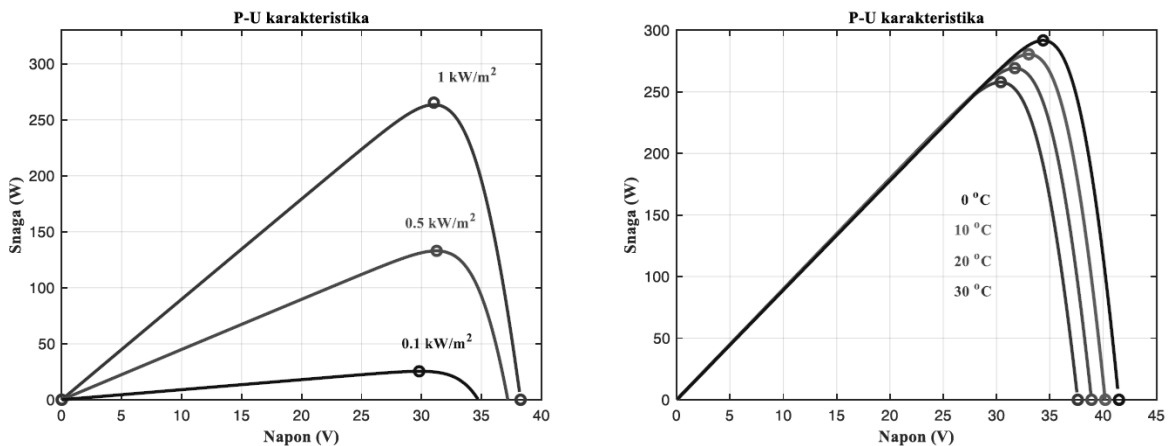 P-U karakteristika
Snaga (W)
300
250
200
150
100
50
0
1 kW/m²
0.5 kW/m²
0.1 kW/m²
0 5 10 15 20 25 30 35 40
Napon (V)
P-U karakteristika
Snaga (W)
300
250
200
150
100
50
0
0 °C
10 °C
20 °C
30 °C
0 5 10 15 20 25 30 35 40 45
Napon (V)